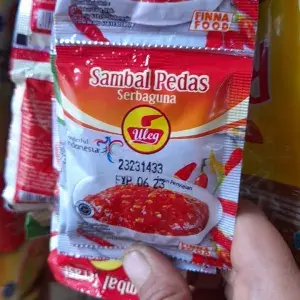 FINNA
FOOD
Sambal Pedas
Serbaguna
Uleg
Indonesia
23231433
EXP 06 23